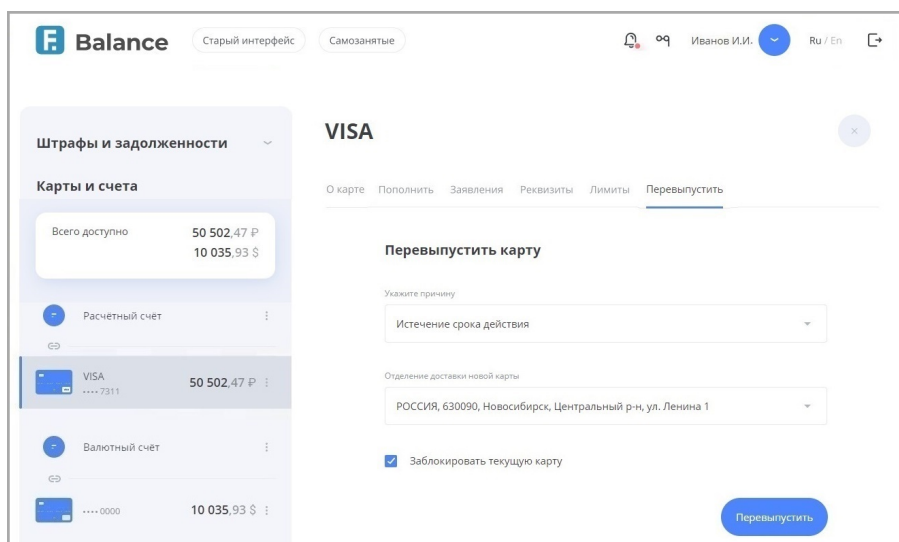 F. Balance
Старый интерфейс
Самозанятые
Иванов И.И.
Ru / En
Штрафы и задолженности
Карты и счета
Всего доступно
50 502,47 ₽
10 035,93 $
Расчётный счёт
VISA
•••• 7311
50 502,47 ₽
Валютный счёт
•••• 0000
10 035,93 $
VISA
О карте Пополнить Заявления Реквизиты Лимиты Перевыпустить
Перевыпустить карту
Укажите причину
Истечение срока действия
Отделение доставки новой карты
РОССИЯ, 630090, Новосибирск, Центральный р-н, ул. Ленина 1
Заблокировать текущую карту
Перевыпустить